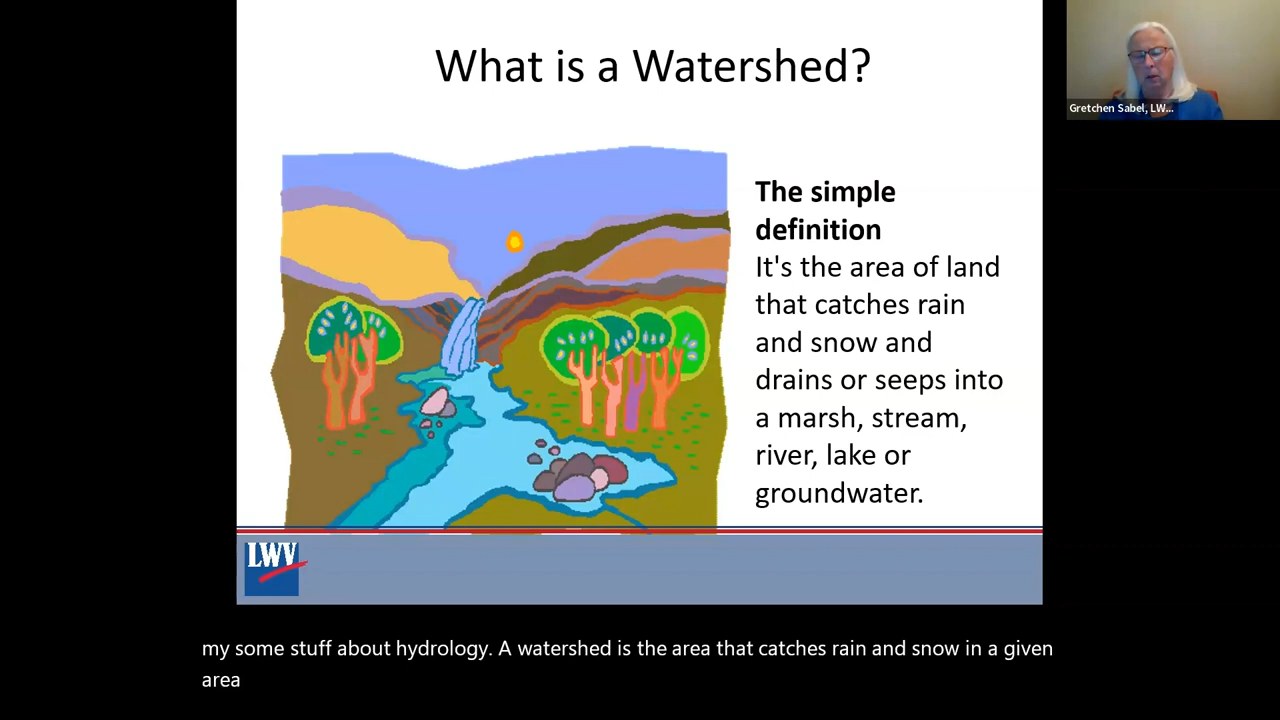 What is a Watershed?
Gretchen Sabel, LW...
The simple
definition
It's the area of land
that catches rain
and snow and
drains or seeps into
a marsh, stream,
river, lake or
groundwater.
LWV
my some stuff about hydrology. A watershed is the area that catches rain and snow in a given
area